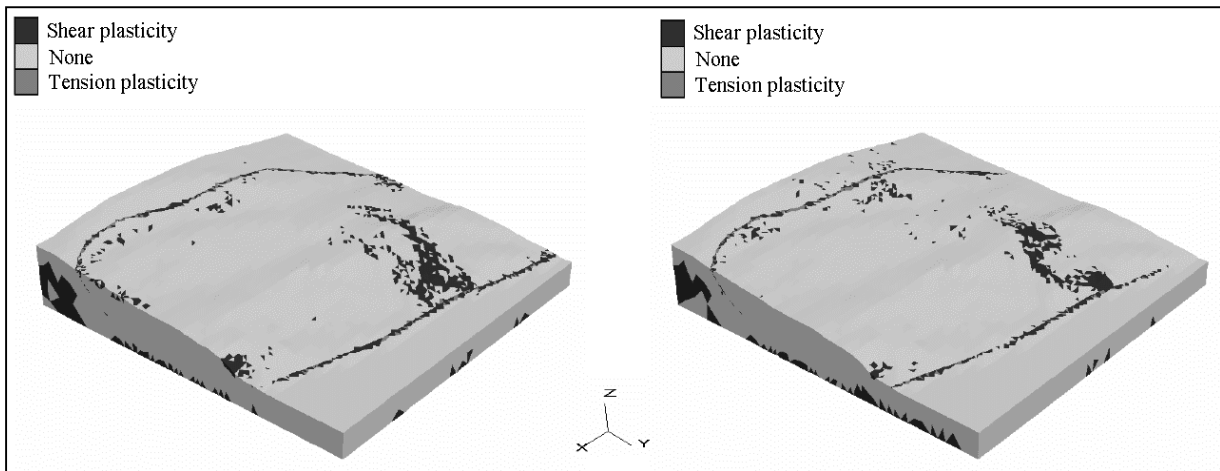 Shear plasticity
None
Tension plasticity
Shear plasticity
None
Tension plasticity
Z
X
Y